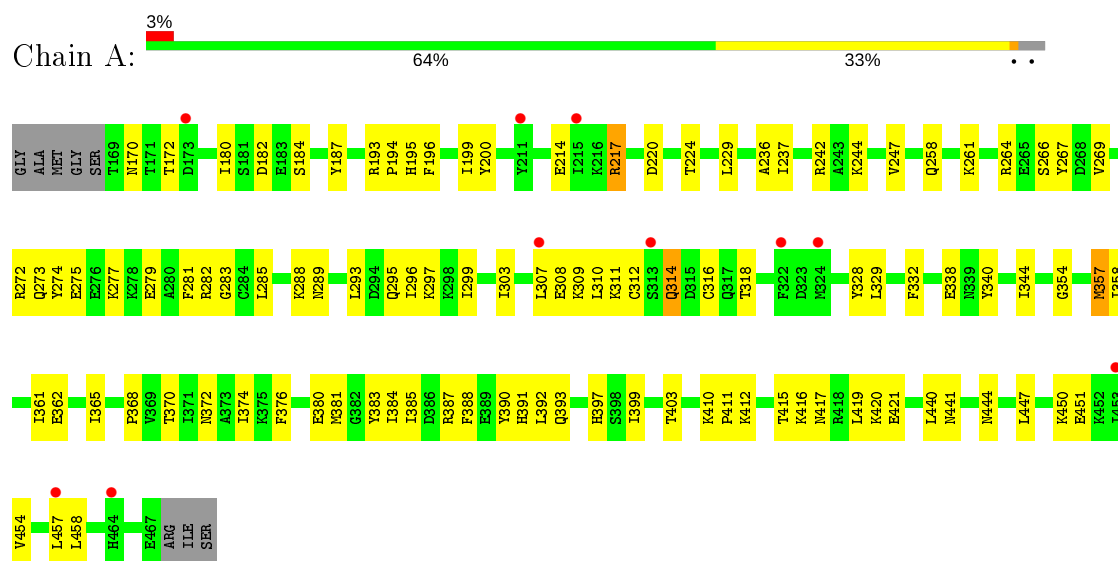 3%
Chain A:
64% 33% • •
GLY ALA MET GLY SER T169 N170 T171 T172 D173 I180 S181 D182 E183 S184 Y187 R193 P194 H195 F196 I199 Y200 Y211 E214 I215 K216 R217 D220 T224 L229 A236 I237 R242 A243 K244 V247 Q258 K261 R264 E265 S266 Y267 D268 V269
R272 Q273 Y274 E275 E276 K277 K278 E279 A280 F281 R282 G283 C284 L285 K288 N289 L293 D294 Q295 I296 K297 K298 I299 I303 L307 E308 K309 L310 K311 C312 S313 Q314 D315 C316 Q317 T318 F322 D323 M324 Y328 L329 F332 E338 N339 Y340 I344 G354 M357 I358
I361 E362 I365 P368 V369 T370 I371 N372 A373 I374 K375 F376 E380 M381 G382 Y383 I384 I385 D386 R387 F388 E389 Y390 H391 L392 Q393 H397 S398 I399 T403 K410 P411 K412 T415 K416 N417 R418 L419 K420 E421 L440 N441 N444 L447 K450 E451 K452
V454 L457 L458 H464 E467 ARG ILE SER